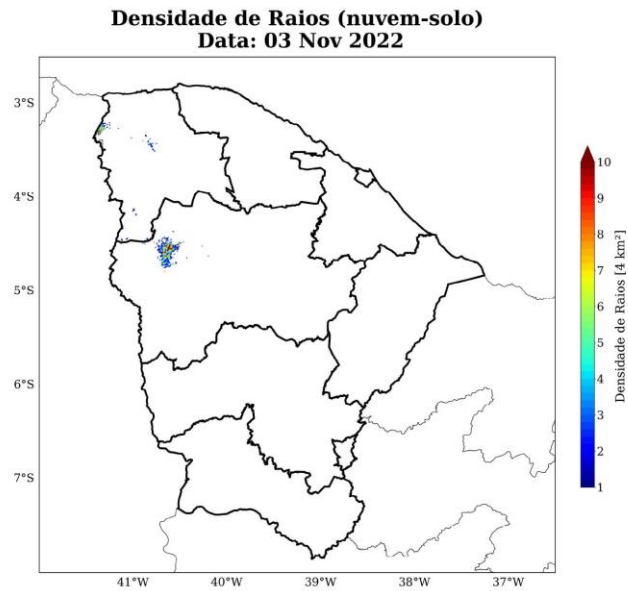 Densidade de Raios (nuvem-solo)
Data: 03 Nov 2022
3°S
4°S
5°S
6°S
7°S
41°W
40°W
39°W
38°W
37°W
10
9
8
7
6
5
4
3
2
1
Densidade de Raios [4 km²]